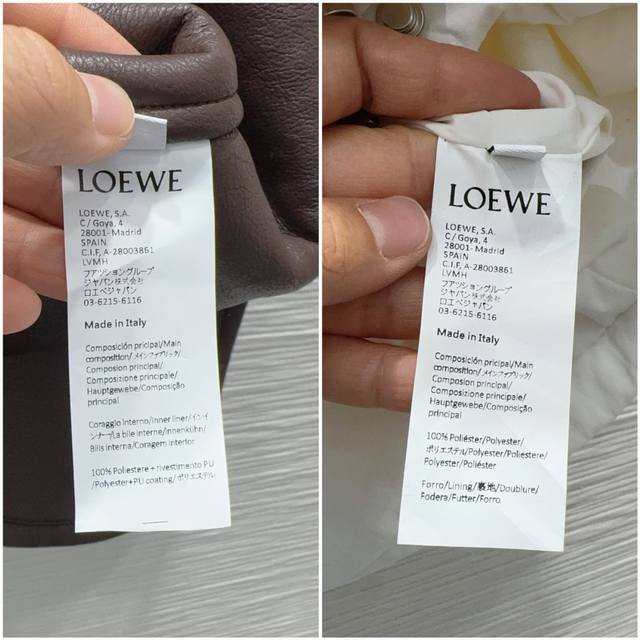 LOEWE
LOEWE, S.A.
C/Goya, 4
28001- Madrid
SPAIN
C.I.F, A-28003861
LVMH
フアツショングループ
ジャパン株式会社
ロエベジャパン
03-6215-6116
Made in Italy
Composición pricipal/Main
composition/メインファブリック/
Composion principal/
Composizione principale/
Hauptgewebe/Composição
principal
Coraggio Interno/Inner liner/インイ
ンナープLa bile interne/Innenkühn/
Bilis interna/Coragem interior
100% Poliestere + rivestimento PU
/Polyester+PU coating/ポリエステル
LOEWE
LOEWE, S.A.
C/Goya, 4
28001- Madrid
SPAIN
C.I.F, A-28003861
LVMH
フアツショングループ
ジャパン株式会社
ロエベジャパン
03-6215-6116
Made in Italy
Composición pricipal/Main
composition/メインファブリック/
Composion principal/
Composizione principale/
Hauptgewebe/Composição
principal
100% Poliéster/Polyester/
ポリエステル/Polyester/Poliestere/
Polyester/Poliéster
Forro/Lining/裏地/Doublure/
Fodera/Futter/Forro.